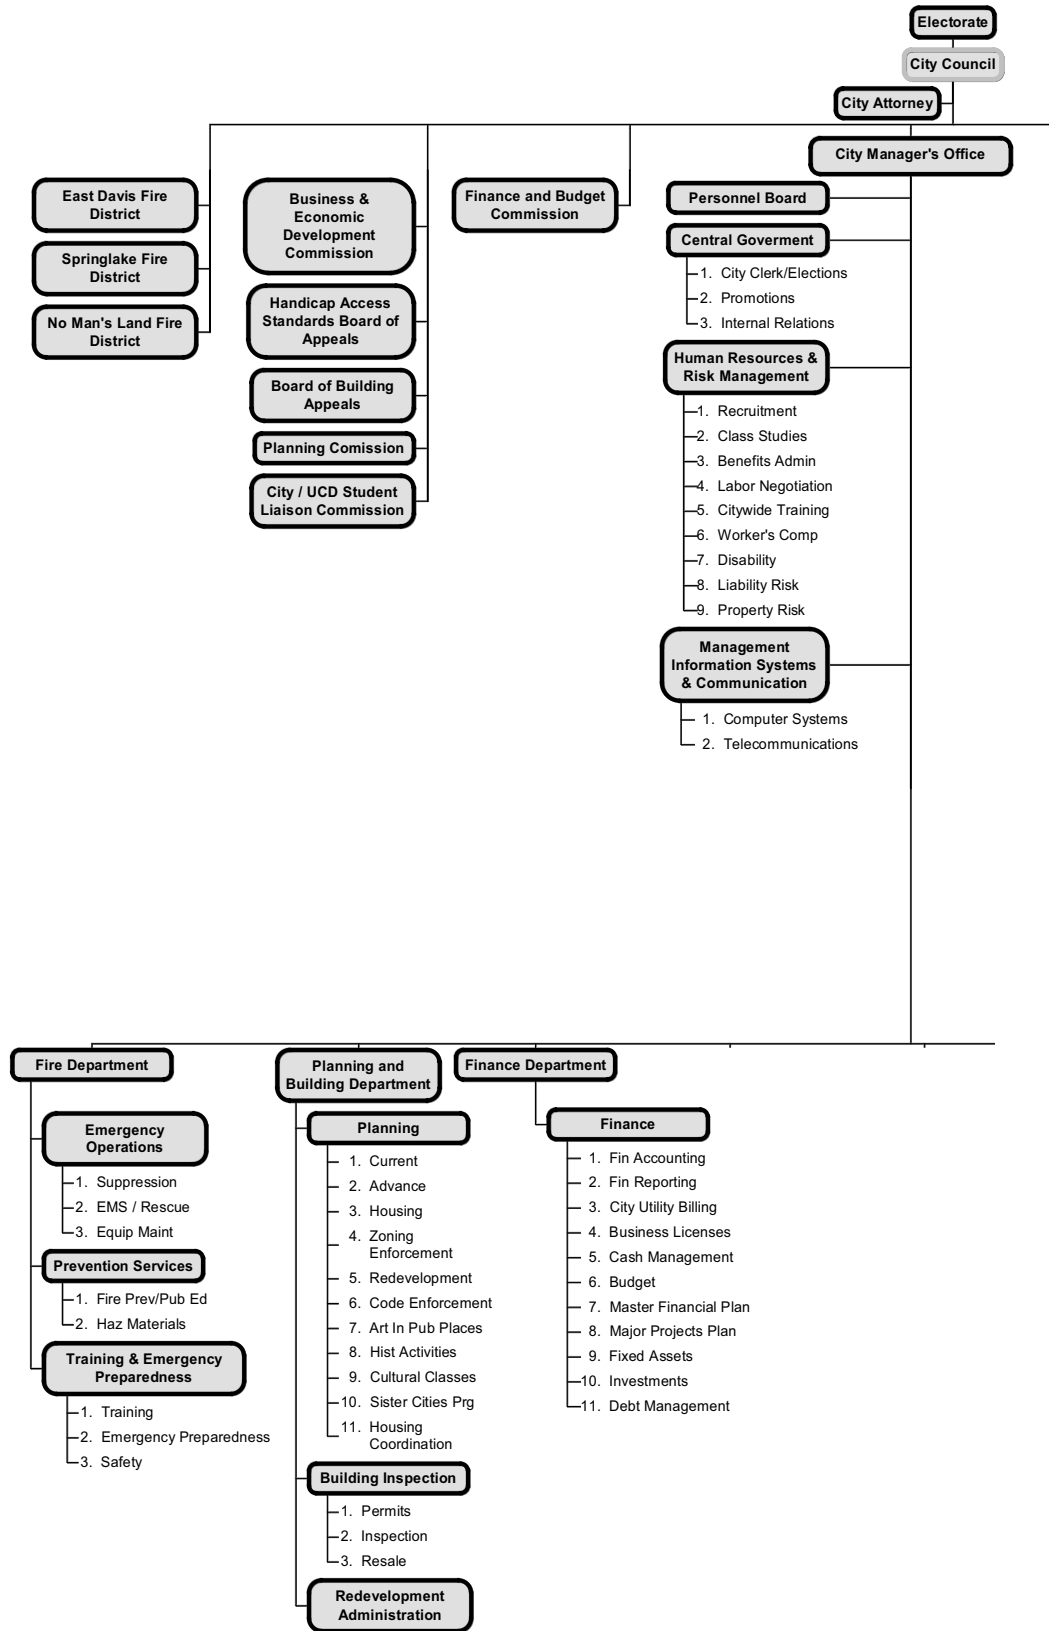 Electorate
City Council
City Attorney
City Manager's Office
East Davis Fire
District
Springlake Fire
District
No Man's Land Fire
District
Business &
Economic
Development
Commission
Handicap Access
Standards Board of
Appeals
Board of Building
Appeals
Planning Comission
City / UCD Student
Liaison Commission
Finance and Budget
Commission
Personnel Board
Central Goverment
1. City Clerk/Elections
2. Promotions
3. Internal Relations
Human Resources &
Risk Management
1. Recruitment
2. Class Studies
3. Benefits Admin
4. Labor Negotiation
5. Citywide Training
6. Worker's Comp
7. Disability
8. Liability Risk
9. Property Risk
Management
Information Systems
& Communication
1. Computer Systems
2. Telecommunications
Fire Department
Emergency
Operations
1. Suppression
2. EMS / Rescue
3. Equip Maint
Prevention Services
1. Fire Prev/Pub Ed
2. Haz Materials
Training & Emergency
Preparedness
1. Training
2. Emergency Preparedness
3. Safety
Planning and
Building Department
Planning
1. Current
2. Advance
3. Housing
4. Zoning
Enforcement
5. Redevelopment
6. Code Enforcement
7. Art In Pub Places
8. Hist Activities
9. Cultural Classes
10. Sister Cities Prg
11. Housing
Coordination
Building Inspection
1. Permits
2. Inspection
3. Resale
Redevelopment
Administration
Finance Department
Finance
1. Fin Accounting
2. Fin Reporting
3. City Utility Billing
4. Business Licenses
5. Cash Management
6. Budget
7. Master Financial Plan
8. Major Projects Plan
9. Fixed Assets
10. Investments
11. Debt Management